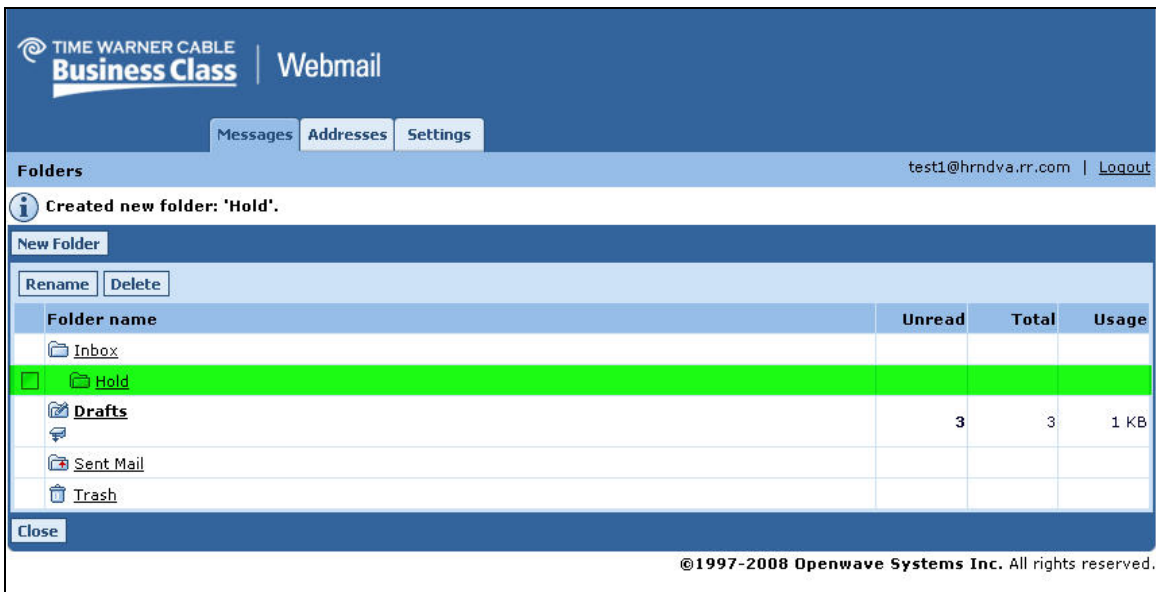 TIME WARNER CABLE
Business Class | Webmail
Messages Addresses Settings
Folders test1@hrndva.rr.com | Logout
Created new folder: 'Hold'.
New Folder
Rename Delete
Folder name Unread Total Usage
Inbox
Hold
Drafts 3 3 1 KB
Sent Mail
Trash
Close
©1997-2008 Openwave Systems Inc. All rights reserved.